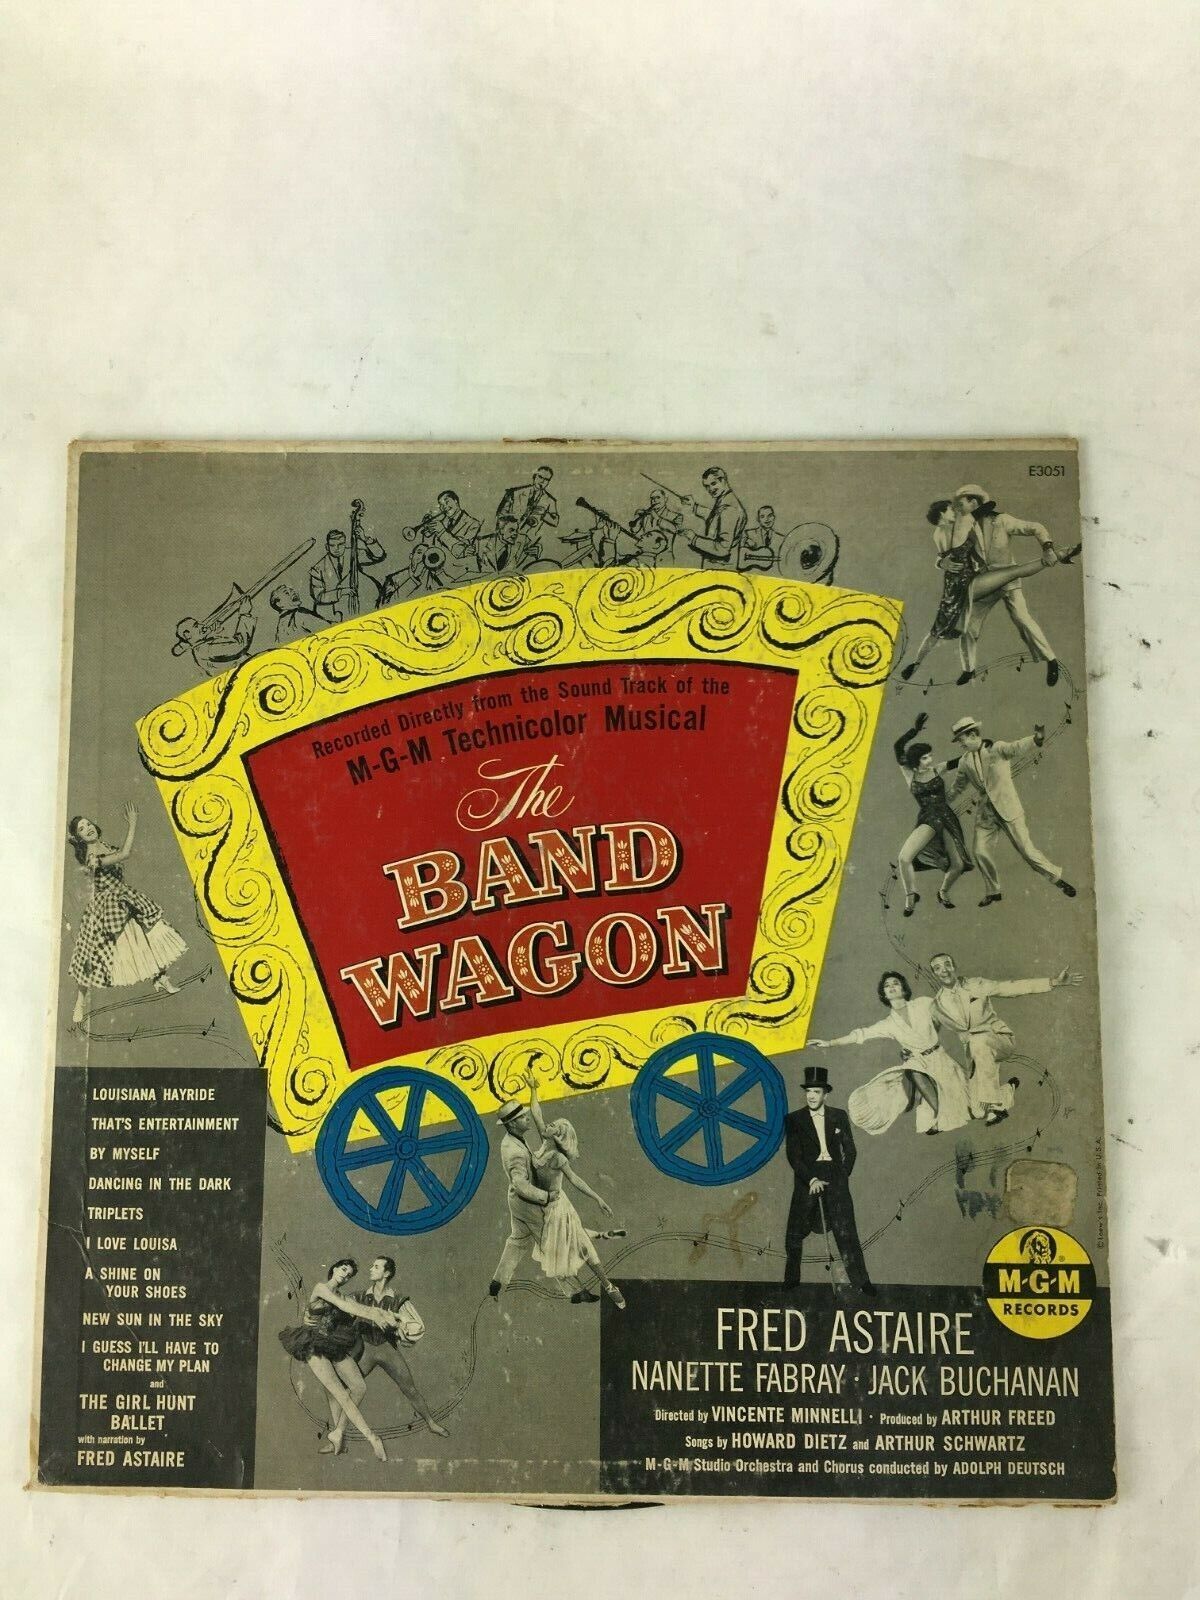 E3051
Recorded Directly from the Sound Track of the
M-G-M Technicolor Musical
The
BAND
WAGON
LOUISIANA HAYRIDE
THAT'S ENTERTAINMENT
BY MYSELF
DANCING IN THE DARK
TRIPLETS
I LOVE LOUISA
A SHINE ON
YOUR SHOES
NEW SUN IN THE SKY
I GUESS I'LL HAVE TO
CHANGE MY PLAN
and
THE GIRL HUNT
BALLET
with narration by
FRED ASTAIRE
© Loew's Inc. Printed in U.S.A.
M-G-M
RECORDS
FRED ASTAIRE
NANETTE FABRAY · JACK BUCHANAN
Directed by VINCENTE MINNELLI · Produced by ARTHUR FREED
Songs by HOWARD DIETZ and ARTHUR SCHWARTZ
M-G-M Studio Orchestra and Chorus conducted by ADOLPH DEUTSCH